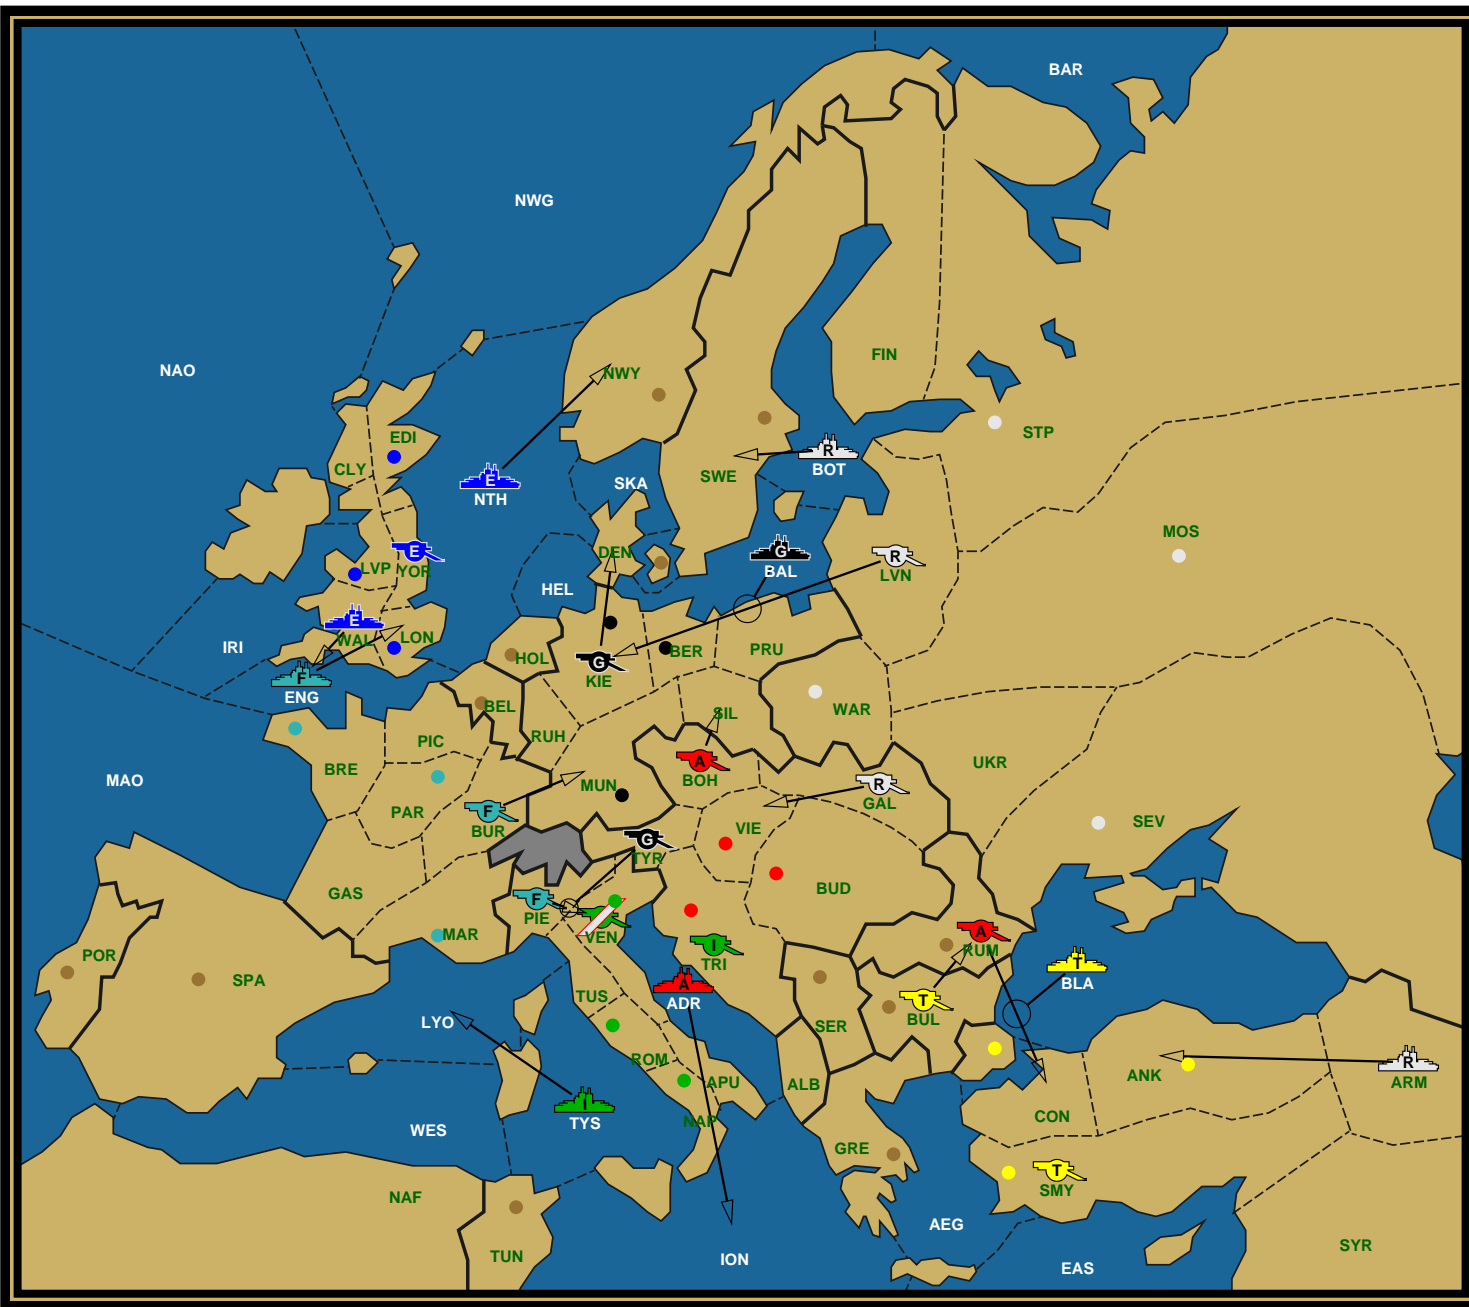 BAR
NWG
NAO
FIN
NWY
STP
EDI
CLY
SWE
R
BOT
SKA
E
NTH
MOS
E
LVP
YOR
DEN
G
BAL
R
LVN
HEL
E
WAL
LON
IRI
F
ENG
HOL
G
KIE
BER
PRU
BEL
SIL
WAR
PIC
RUH
BRE
A
BOH
UKR
MAO
MUN
R
GAL
PAR
F
BUR
VIE
SEV
G
TYR
BUD
GAS
F
PIE
VEN
MAR
I
TRI
A
RUM
POR
SPA
T
BLA
A
ADR
TUS
T
BUL
LYO
SER
ROM
APU
ALB
ANK
R
ARM
I
TYS
NAP
CON
WES
GRE
T
SMY
NAF
AEG
TUN
ION
EAS
SYR